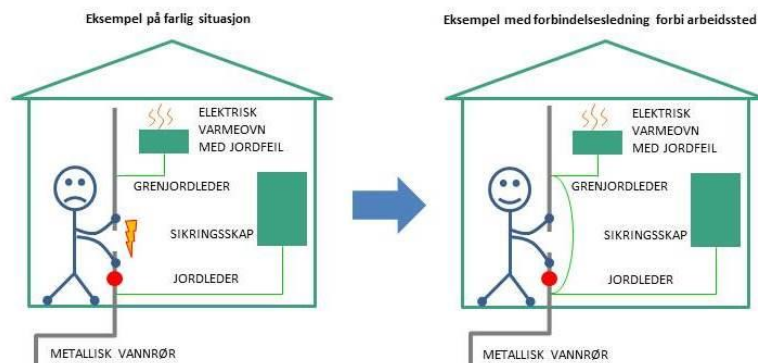 Eksempel på farlig situasjon
ELEKTRISK
VARMEOVN
MED JORDFEIL
GRENJORDLEDER
SIKRINGSSKAP
JORDLEDER
METALLISK VANNRØR
Eksempel med forbindelsesledning forbi arbeidssted
ELEKTRISK
VARMEOVN
MED JORDFEIL
GRENJORDLEDER
SIKRINGSSKAP
JORDLEDER
METALLISK VANNRØR